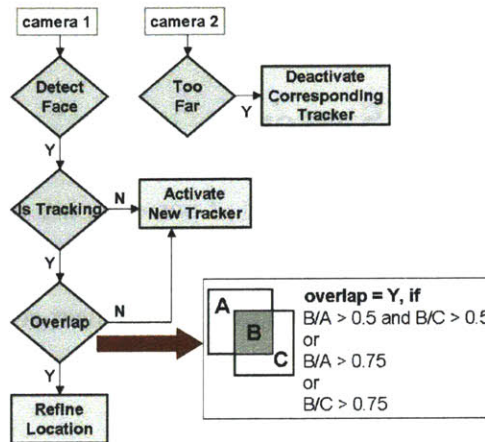 camera 1
camera 2
Detect
Face
Too
Far
Y
Deactivate
Corresponding
Tracker
Y
Is Tracking
N
Activate
New Tracker
Y
Overlap
N
Y
Refine
Location
A
B
C
overlap = Y, if
B/A > 0.5 and B/C > 0.5
or
B/A > 0.75
or
B/C > 0.75